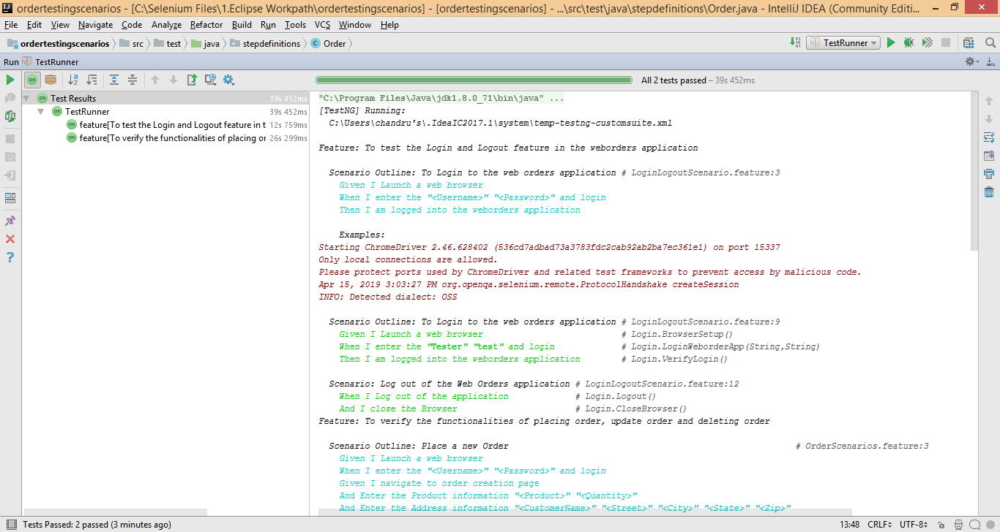 ordertestingscenarios - [C:\Selenium Files\1.Eclipse Workpath\ordertestingscenarios] - [ordertestingscenarios] - ...\src\test\java\stepdefinitions\Order.java - IntelliJ IDEA (Community Editi...
File Edit View Navigate Code Analyze Refactor Build Run Tools VCS Window Help
ordertestingscenarios src test java stepdefinitions C Order TestRunner
Run TestRunner
All 2 tests passed – 39s 452ms
OK Test Results 39s 452ms
OK TestRunner 39s 452ms
OK feature[To test the Login and Logout feature in t 12s 759ms
OK feature[To verify the functionalities of placing or 26s 299ms
"C:\Program Files\Java\jdk1.8.0_71\bin\java" ...
[TestNG] Running:
C:\Users\chandru's\.IdeaIC2017.1\system\temp-testng-customsuite.xml
Feature: To test the Login and Logout feature in the weborders application
Scenario Outline: To Login to the web orders application # LoginLogoutScenario.feature:3
Given I Launch a web browser
When I enter the "<Username>" "<Password>" and login
Then I am logged into the weborders application
Examples:
Starting ChromeDriver 2.46.628402 (536cd7adbad73a3783fdc2cab92ab2ba7ec361e1) on port 15337
Only local connections are allowed.
Please protect ports used by ChromeDriver and related test frameworks to prevent access by malicious code.
Apr 15, 2019 3:03:27 PM org.openqa.selenium.remote.ProtocolHandshake createSession
INFO: Detected dialect: OSS
Scenario Outline: To Login to the web orders application # LoginLogoutScenario.feature:9
Given I Launch a web browser # Login.BrowserSetup()
When I enter the "Tester" "test" and login # Login.LoginWeborderApp(String,String)
Then I am logged into the weborders application # Login.VerifyLogin()
Scenario: Log out of the Web Orders application # LoginLogoutScenario.feature:12
When I Log out of the application # Login.Logout()
And I close the Browser # Login.CloseBrowser()
Feature: To verify the functionalities of placing order, update order and deleting order
Scenario Outline: Place a new Order # OrderScenarios.feature:3
Given I Launch a web browser
When I enter the "<Username>" "<Password>" and login
Given I navigate to order creation page
And Enter the Product information "<Product>" "<Quantity>"
And Enter the Address information "<CustomerName>" "<Street>" "<City>" "<State>" "<Zip>"
Tests Passed: 2 passed (3 minutes ago) 13:48 CRLF UTF-8